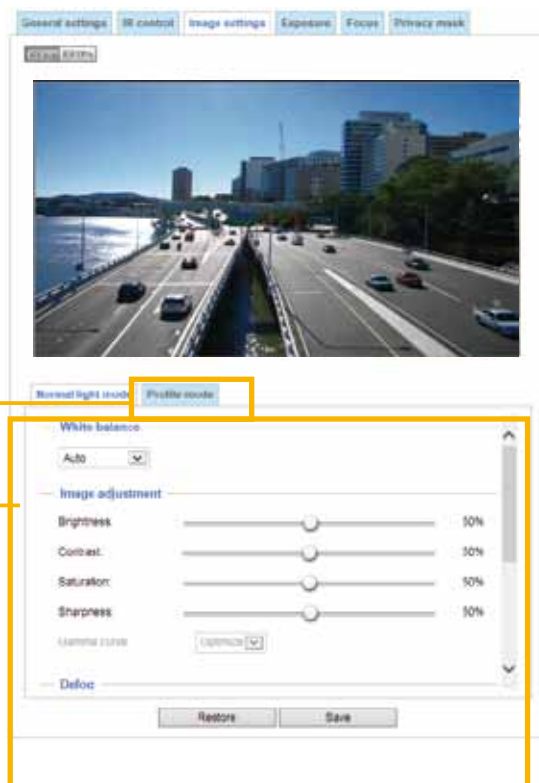 General settings IR control Image settings Exposure Focus Privacy mask
Normal light mode Profile mode
White balance
Auto
Image adjustment
Brightness 50%
Contrast 50%
Saturation 50%
Sharpness 50%
Gamma curve Optimize
Defog
Restore Save